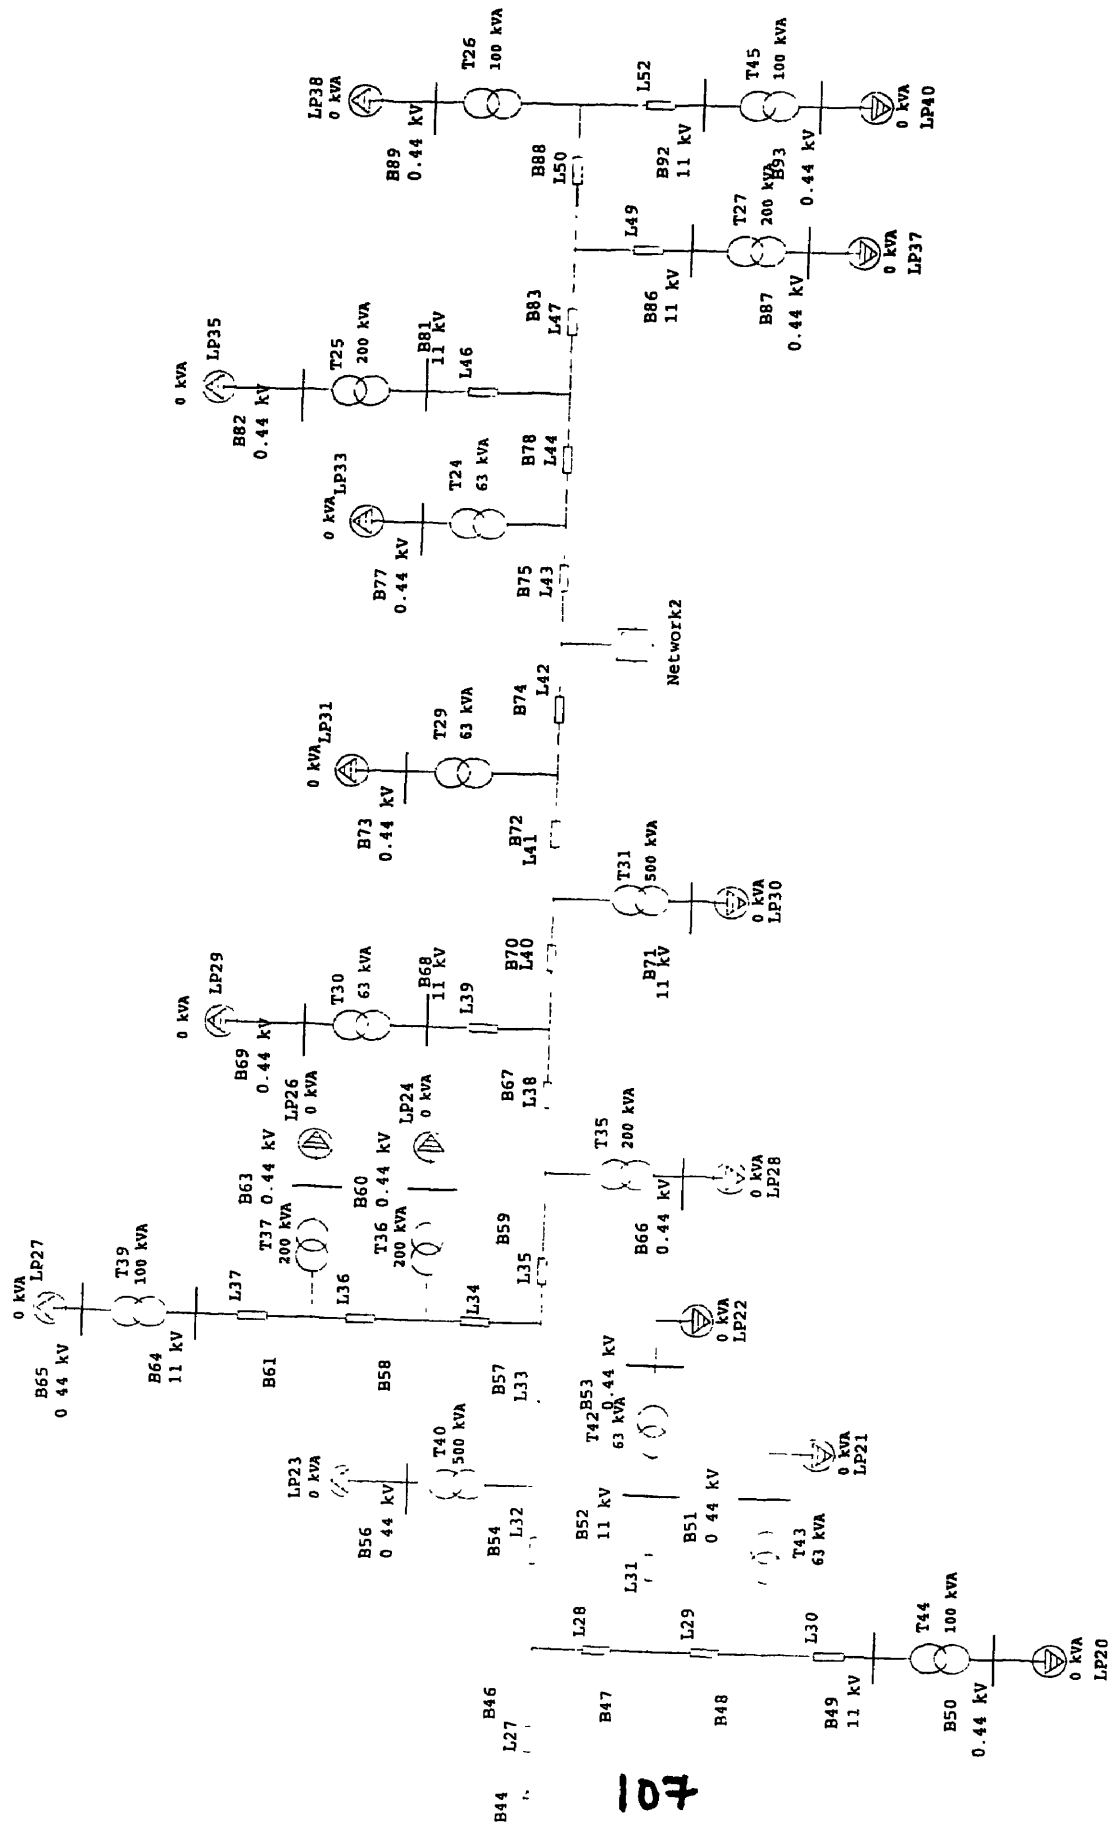 LP38
0 kVA
T26
100 kVA
B89
0.44 kV
B88
L50
L52
B92
11 kV
T45
100 kVA
B93
0.44 kV
0 kVA
LP40
L49
B86
11 kV
T27
200 kVA
B87
0.44 kV
0 kVA
LP37
B83
L47
0 kVA
LP35
B82
0.44 kV
T25
200 kVA
B81
11 kV
L46
B78
L44
0 kVA
LP33
T24
63 kVA
B77
0.44 kV
B75
L43
Network2
B74
L42
0 kVA
LP31
T29
63 kVA
B73
0.44 kV
B72
L41
T31
500 kVA
B71
11 kV
0 kVA
LP30
B70
L40
0 kVA
LP29
B69
0.44 kV
T30
63 kVA
B68
11 kV
L39
B67
L38
LP26
0 kVA
B63
0.44 kV
T37
200 kVA
LP24
0 kVA
B60
0.44 kV
T36
200 kVA
T35
200 kVA
B66
0.44 kV
0 kVA
LP28
B59
L35
0 kVA
LP27
B65
0 44 kV
T39
100 kVA
B64
11 kV
L37
B61
L36
B58
L34
B57
L33
0 kVA
LP22
B53
0.44 kV
T42
63 kVA
B52
11 kV
L31
LP23
0 kVA
T40
500 kVA
B56
0 44 kV
B54
L32
0 kVA
LP21
B51
0 44 kV
T43
63 kVA
L28
B47
L29
B48
L30
B49
11 kV
T44
100 kVA
B50
0.44 kV
0 kVA
LP20
B46
L27
B44
107